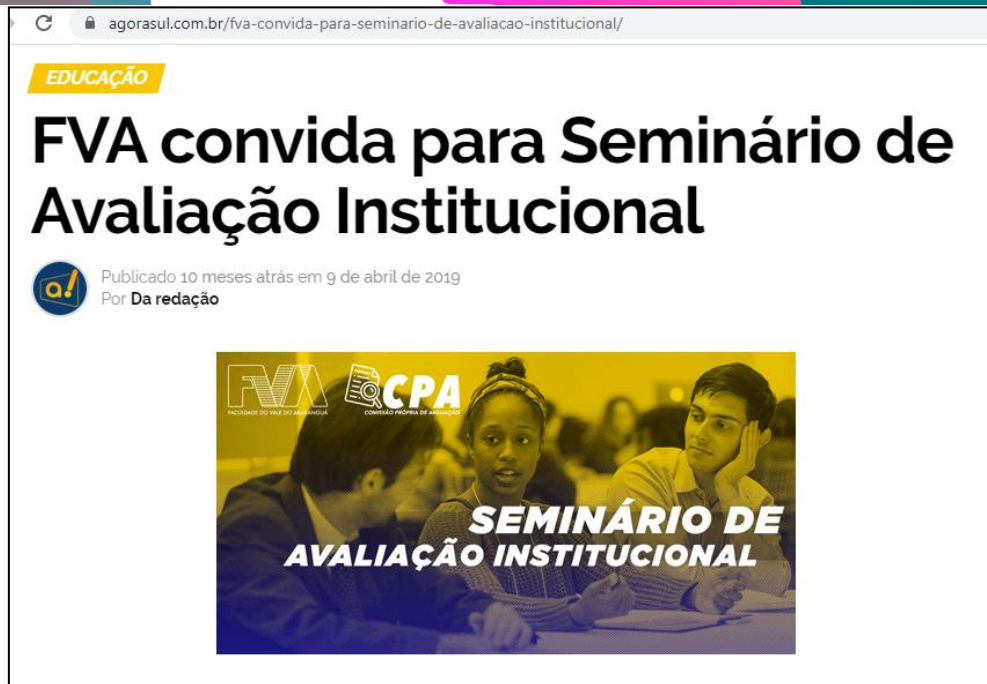 agorasul.com.br/fva-convida-para-seminario-de-avaliacao-institucional/
EDUCAÇÃO
FVA convida para Seminário de
Avaliação Institucional
a!
Publicado 10 meses atrás em 9 de abril de 2019
Por Da redação
FVA
FACULDADE DO VALE DO ARARANGUÁ
CPA
COMISSÃO PRÓPRIA DE AVALIAÇÃO
SEMINÁRIO DE
AVALIAÇÃO INSTITUCIONAL